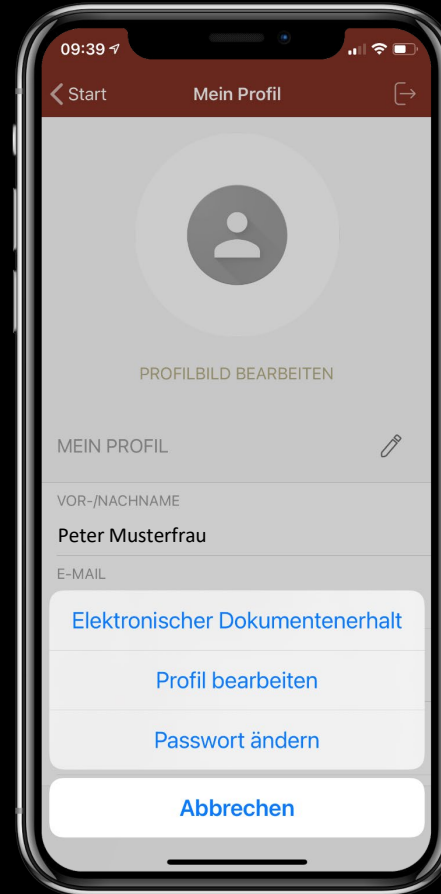 09:39
Start
Mein Profil
PROFILBILD BEARBEITEN
MEIN PROFIL
VOR-/NACHNAME
Peter Musterfrau
E-MAIL
Elektronischer Dokumentenerhalt
Profil bearbeiten
Passwort ändern
Abbrechen